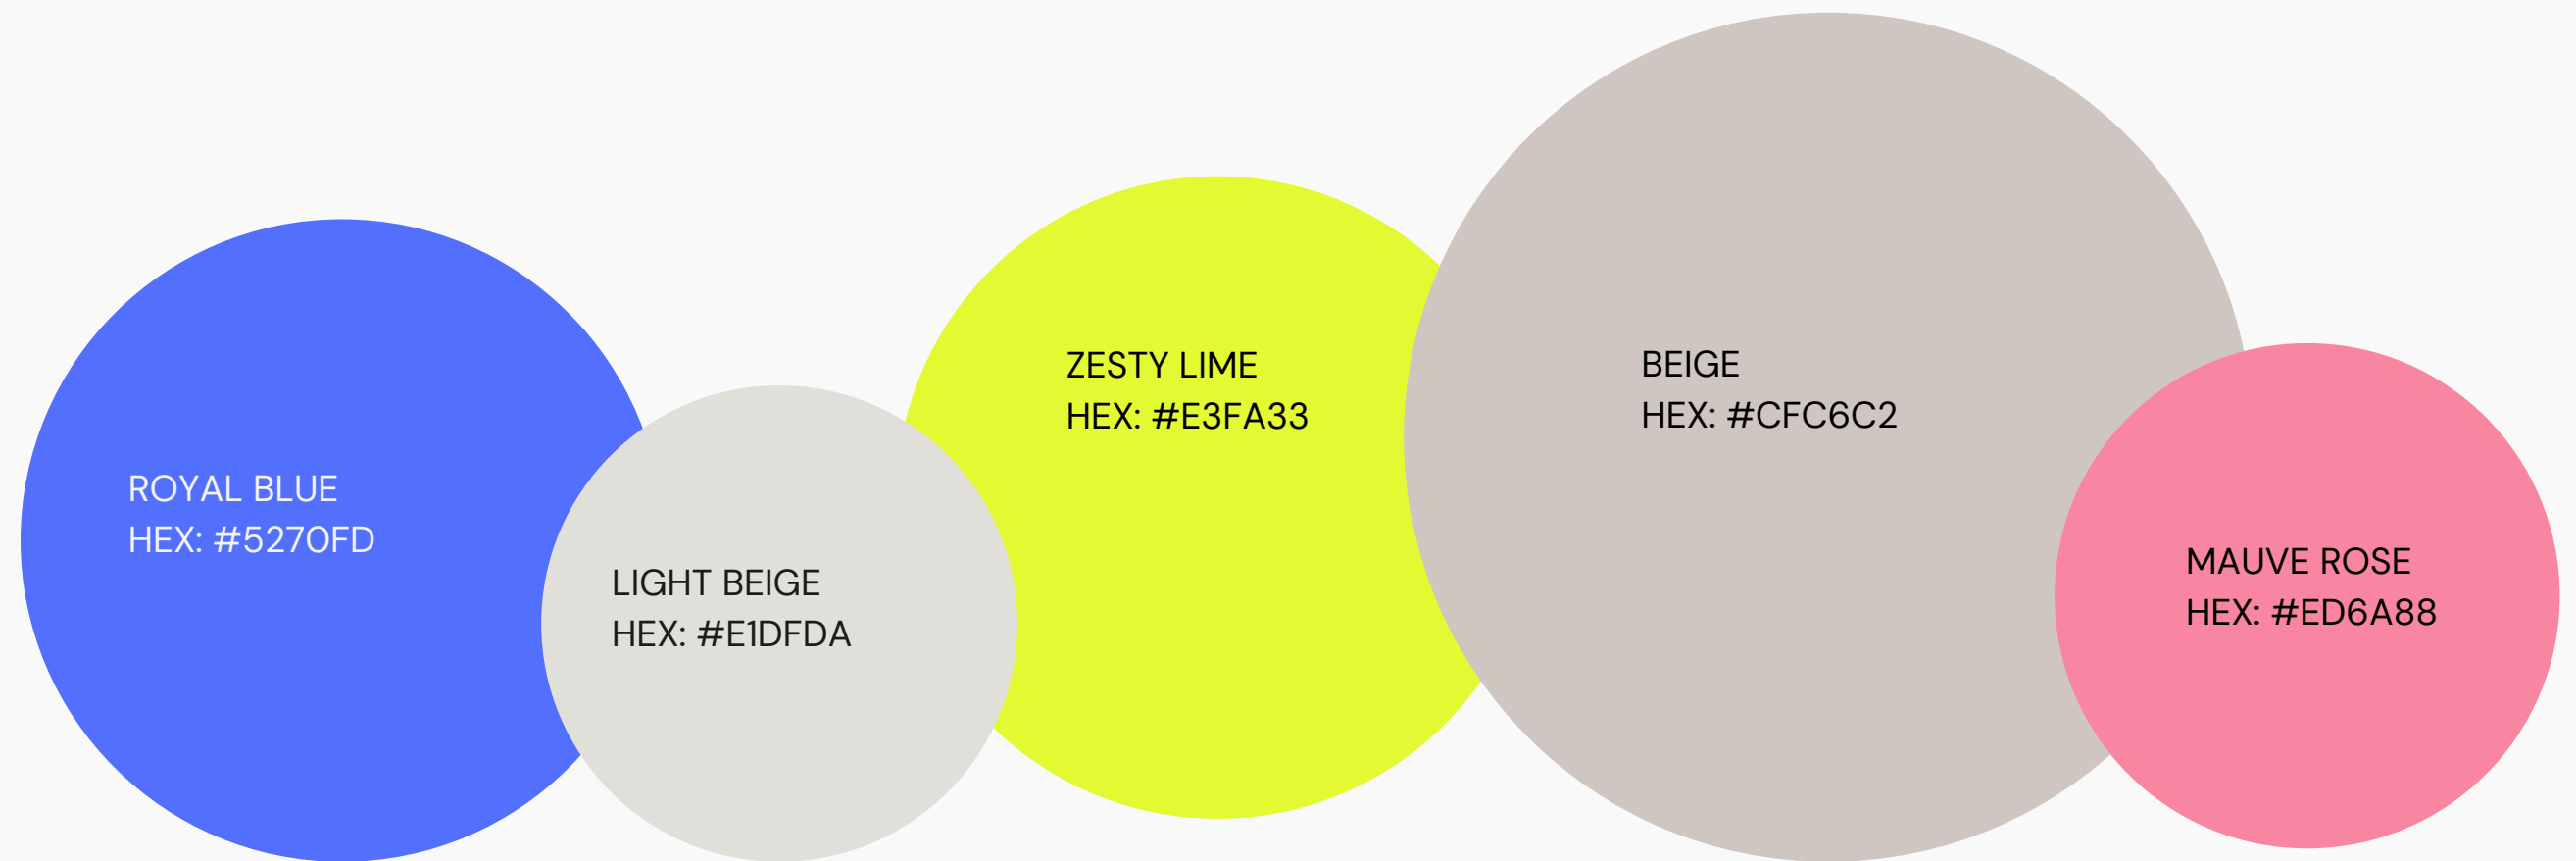 ROYAL BLUE
HEX: #5270FD
LIGHT BEIGE
HEX: #E1DFDA
ZESTY LIME
HEX: #E3FA33
BEIGE
HEX: #CFC6C2
MAUVE ROSE
HEX: #ED6A88